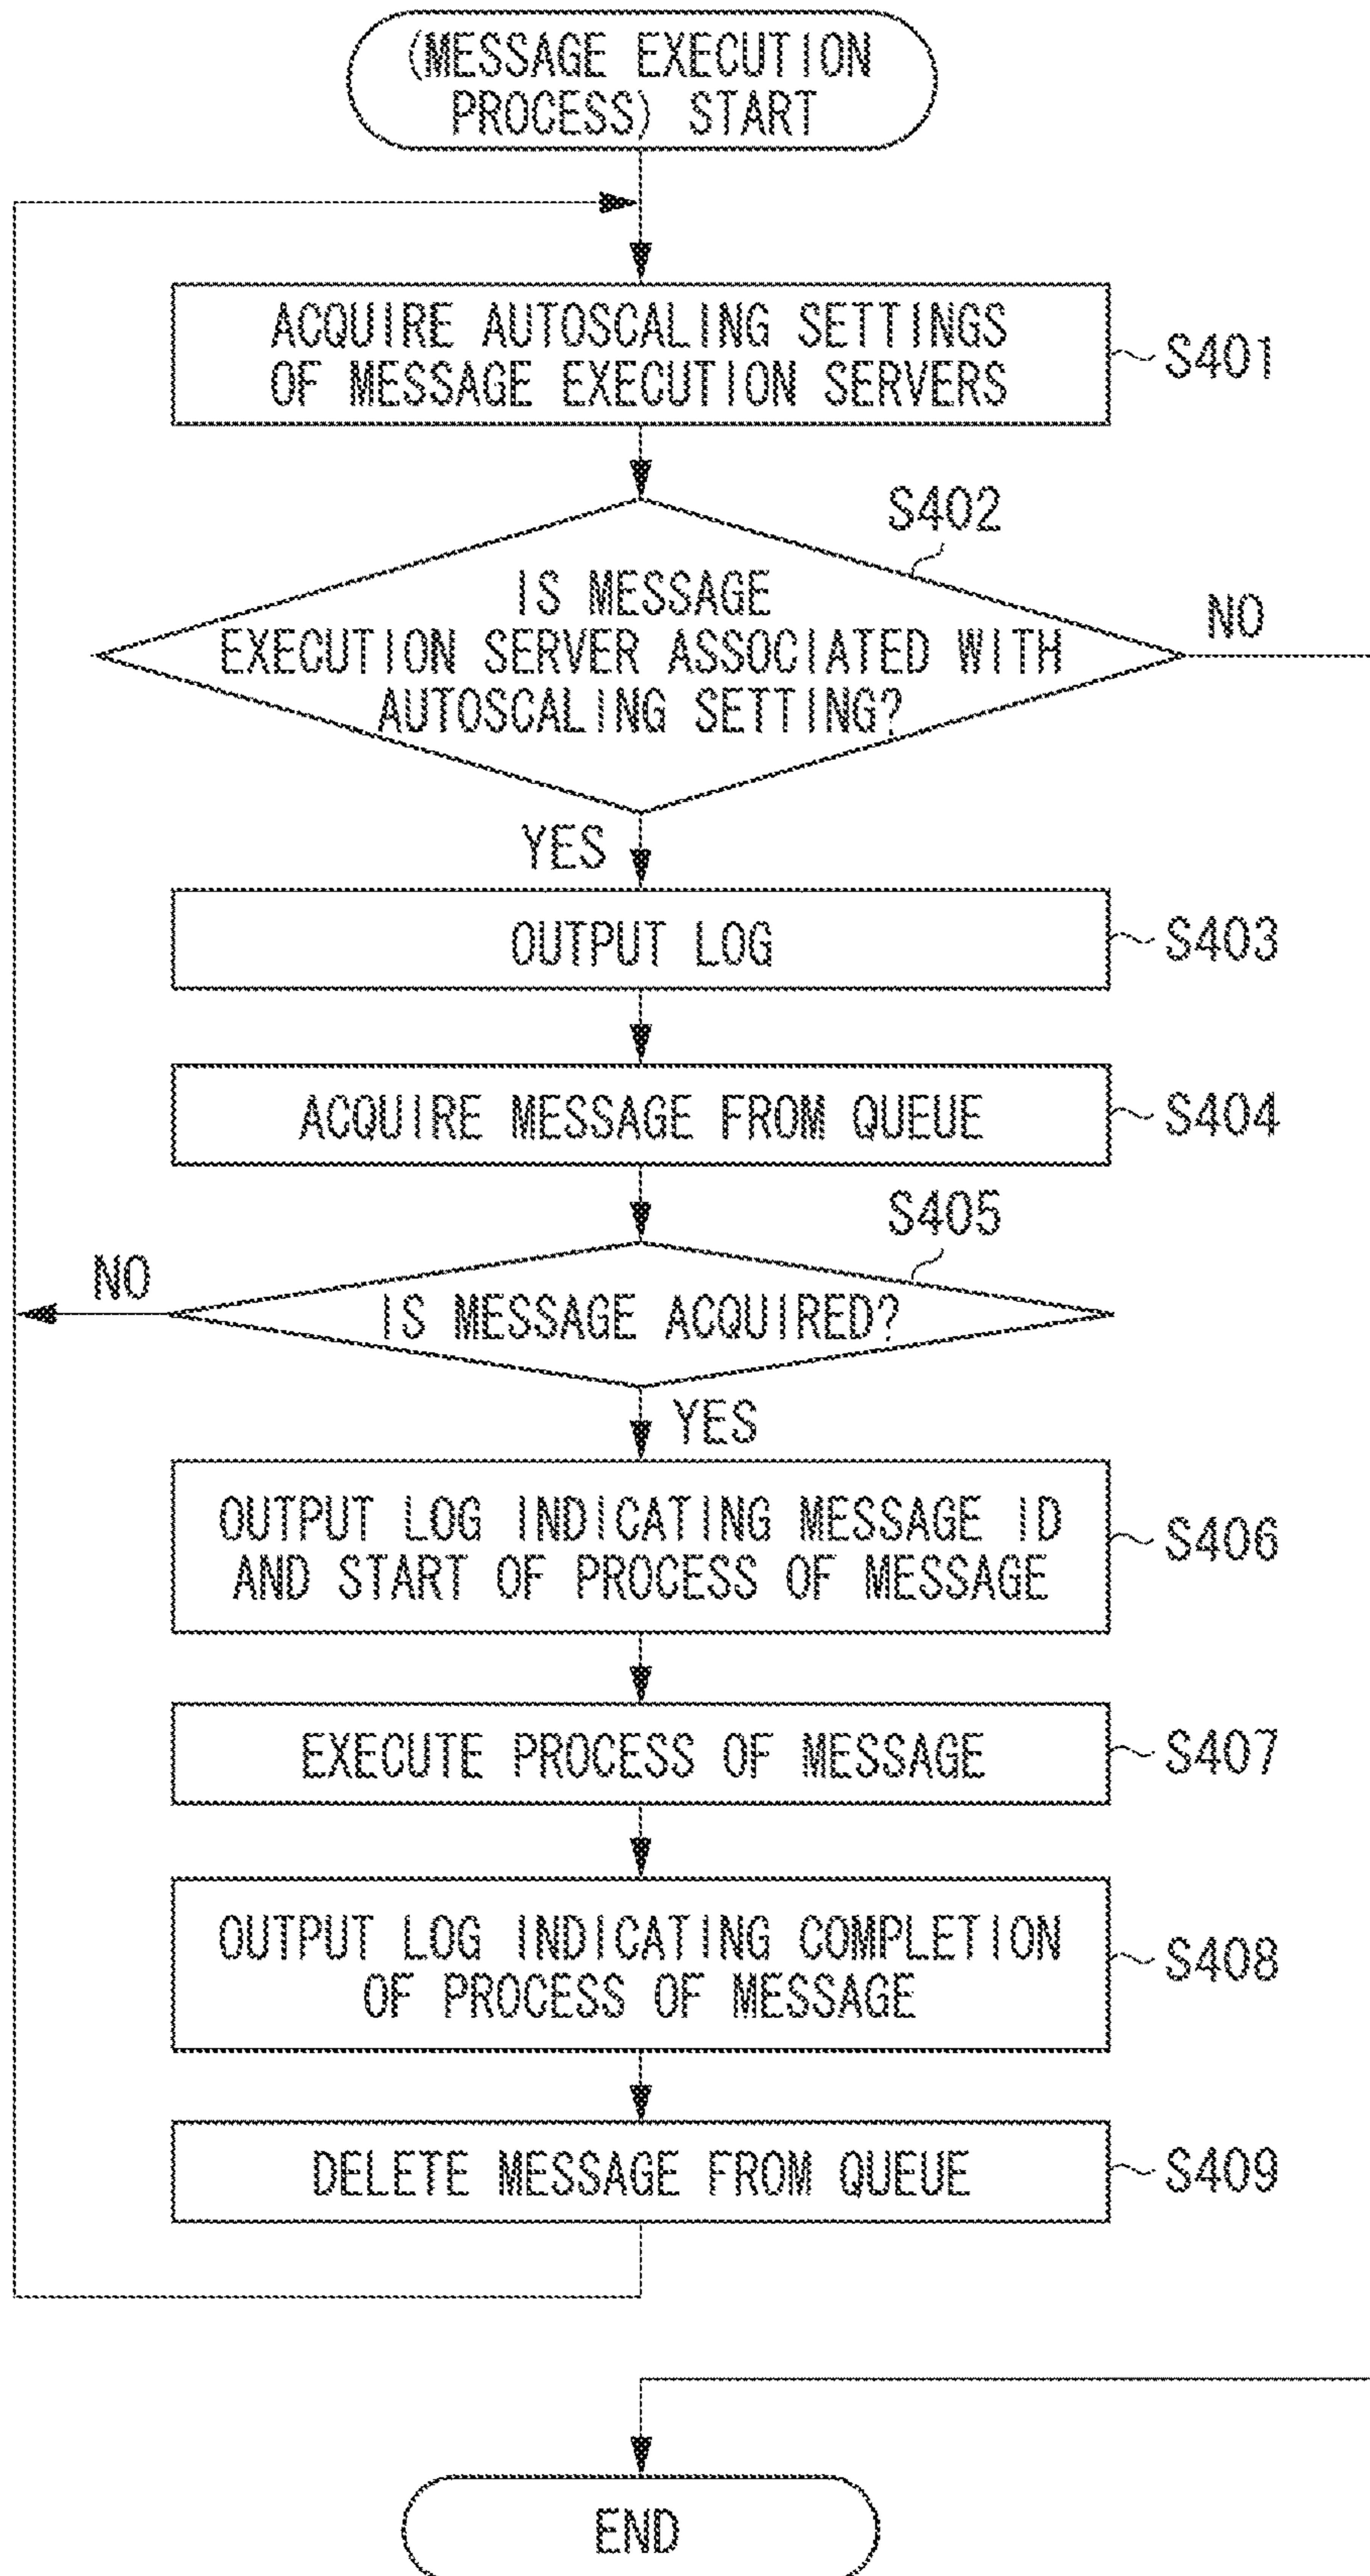 (MESSAGE EXECUTION
PROCESS) START
ACQUIRE AUTOSCALING SETTINGS
OF MESSAGE EXECUTION SERVERS
S401
S402
IS MESSAGE
EXECUTION SERVER ASSOCIATED WITH
AUTOSCALING SETTING?
NO
YES
OUTPUT LOG
S403
ACQUIRE MESSAGE FROM QUEUE
S404
S405
NO
IS MESSAGE ACQUIRED?
YES
OUTPUT LOG INDICATING MESSAGE ID
AND START OF PROCESS OF MESSAGE
S406
EXECUTE PROCESS OF MESSAGE
S407
OUTPUT LOG INDICATING COMPLETION
OF PROCESS OF MESSAGE
S408
DELETE MESSAGE FROM QUEUE
S409
END